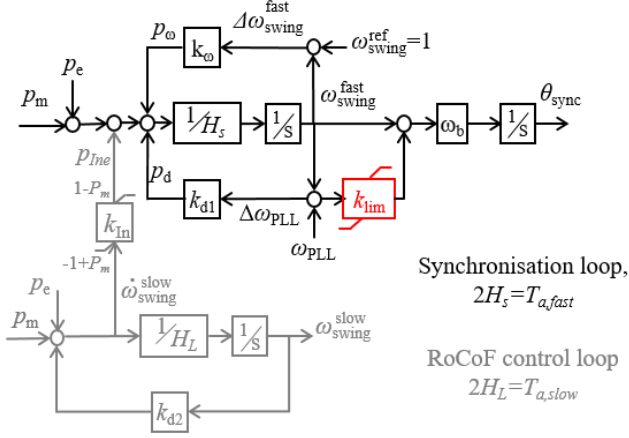 Δω_swing^fast
p_ω
k_ω
ω_swing^ref=1
p_e
p_m
ω_swing^fast
θ_sync
1/H_s
1/s
ω_b
1/s
p_Ine
p_d
1-P_m
k_d1
k_lim
k_In
Δω_PLL
ω_PLL
-1+P_m
Synchronisation loop,
2H_s=T_a,fast
p_e
ω̇_swing^slow
p_m
1/H_L
1/s
ω_swing^slow
RoCoF control loop
2H_L=T_a,slow
k_d2